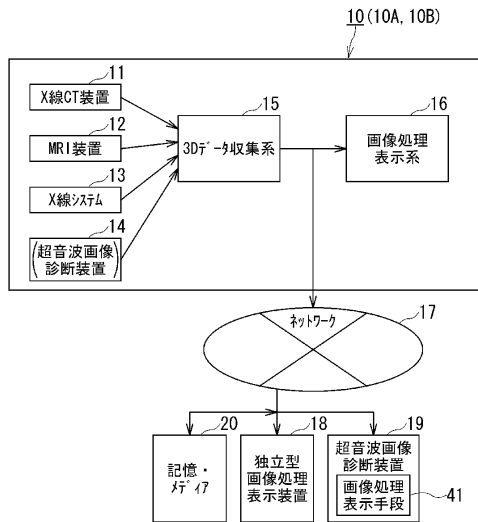 10(10A, 10B)
11
X線CT装置
12
MRI装置
13
X線システム
14
(超音波画像
診断装置)
15
3Dデータ収集系
16
画像処理
表示系
ネットワーク
17
20
記憶・
メディア
18
独立型
画像処理
表示装置
19
超音波画像
診断装置
画像処理
表示手段
41